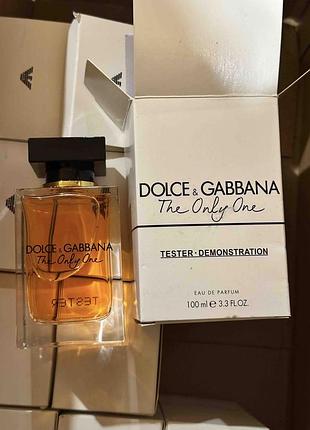 DOLCE & GABBANA
The Only One
TESTER
DOLCE & GABBANA
The Only One
TESTER · DEMONSTRATION
EAU DE PARFUM
100 ml ℮ 3.3 FL.OZ.